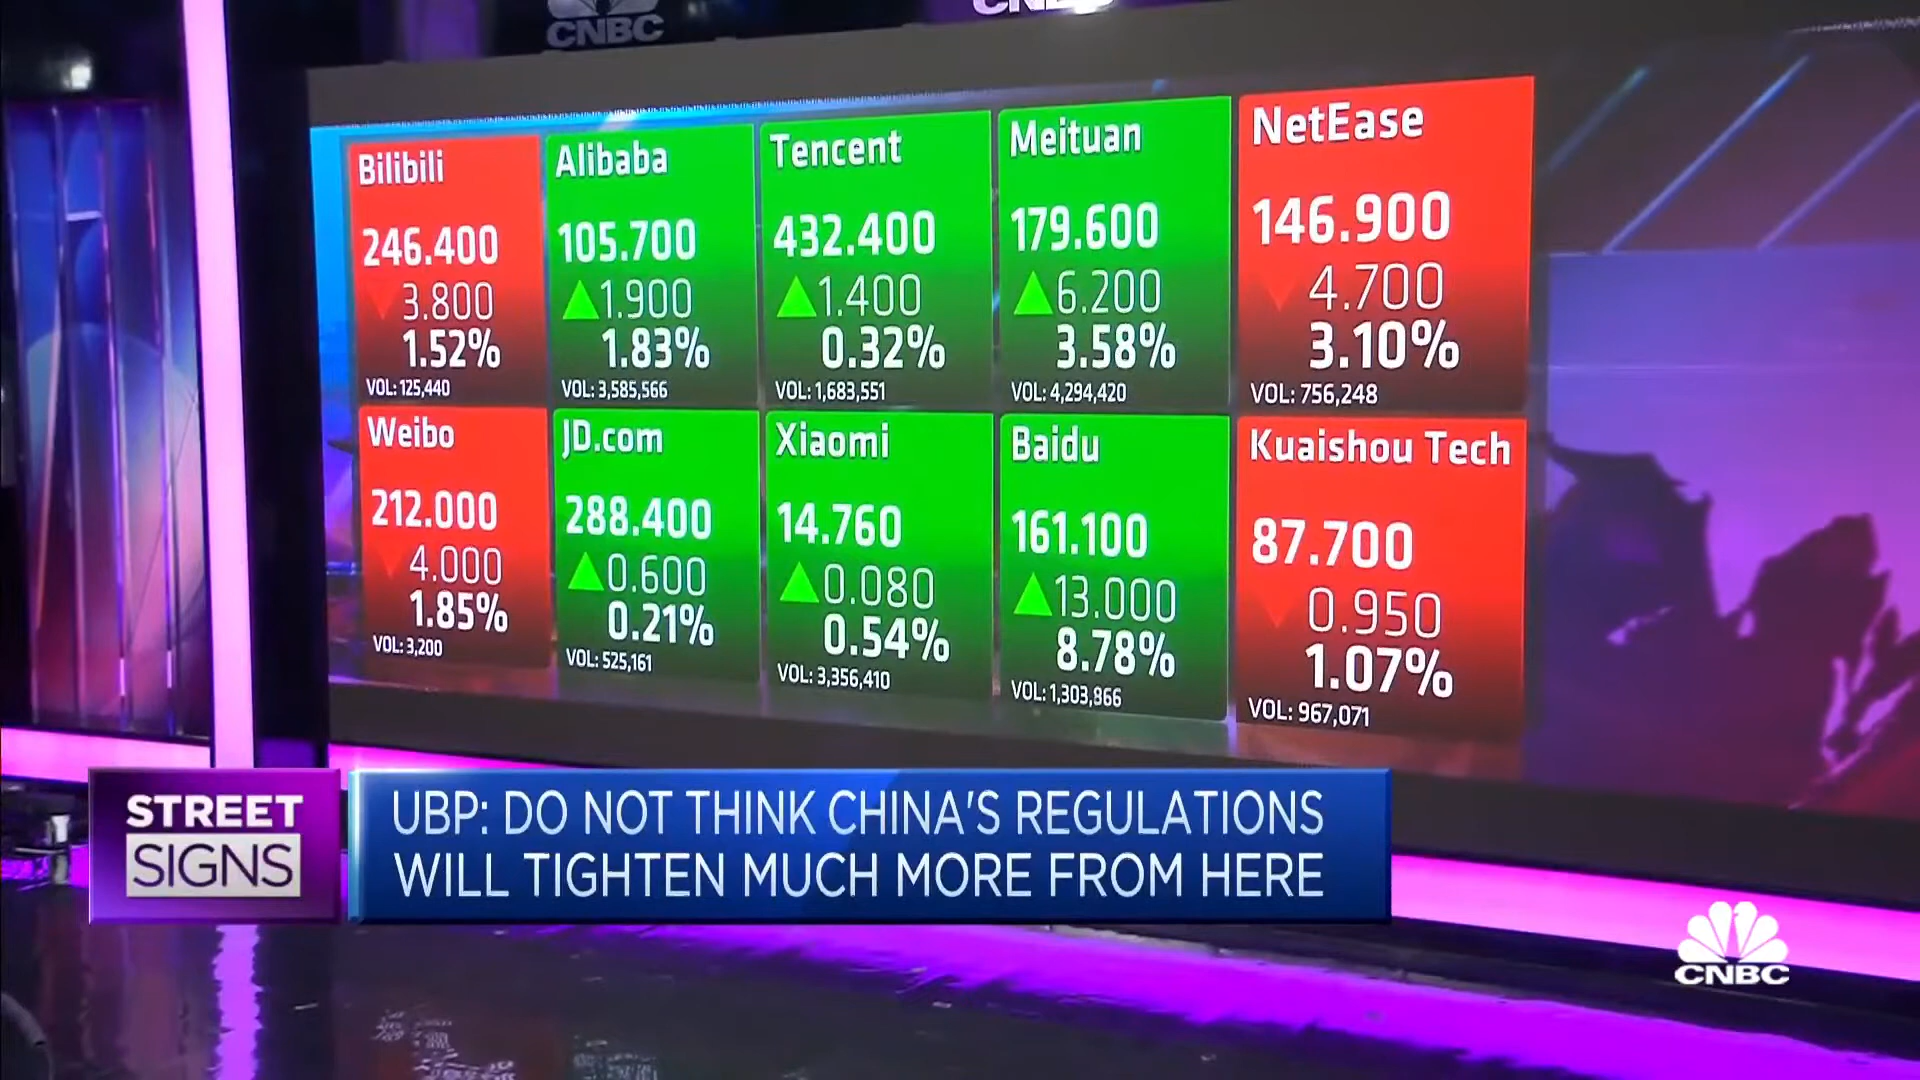 CNBC
CNBC
Bilibili
246.400
3.800
1.52%
VOL: 125,440
Alibaba
105.700
1.900
1.83%
VOL: 3,585,566
Tencent
432.400
1.400
0.32%
VOL: 1,683,551
Meituan
179.600
6.200
3.58%
VOL: 4,294,420
NetEase
146.900
4.700
3.10%
VOL: 756,248
Weibo
212.000
4.000
1.85%
VOL: 3,200
JD.com
288.400
0.600
0.21%
VOL: 525,161
Xiaomi
14.760
0.080
0.54%
VOL: 3,356,410
Baidu
161.100
13.000
8.78%
VOL: 1,303,866
Kuaishou Tech
87.700
0.950
1.07%
VOL: 967,071
STREET
SIGNS
UBP: DO NOT THINK CHINA'S REGULATIONS
WILL TIGHTEN MUCH MORE FROM HERE
CNBC